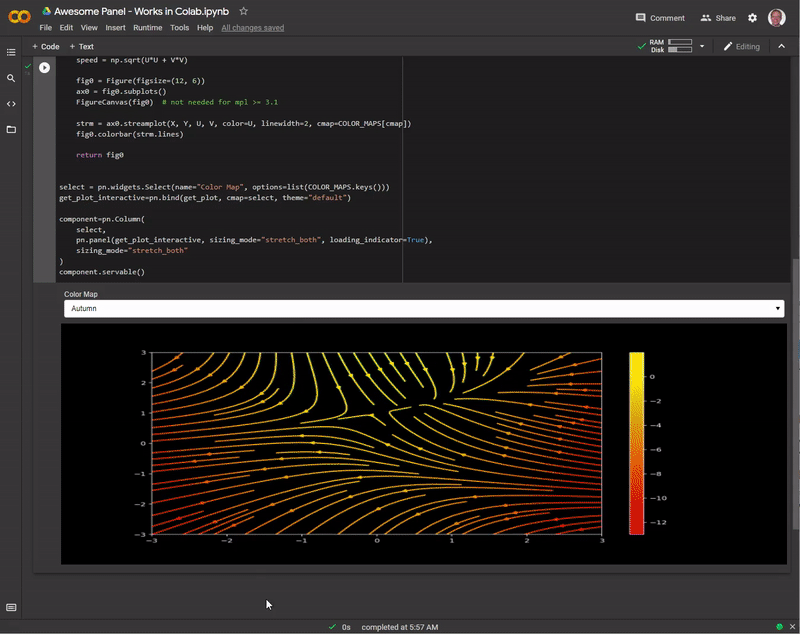 Awesome Panel - Works in Colab.ipynb
Comment
Share
File Edit View Insert Runtime Tools Help All changes saved
+ Code + Text
RAM
Disk
Editing
speed = np.sqrt(U*U + V*V)
fig0 = Figure(figsize=(12, 6))
ax0 = fig0.subplots()
FigureCanvas(fig0)  # not needed for mpl >= 3.1
strm = ax0.streamplot(X, Y, U, V, color=U, linewidth=2, cmap=COLOR_MAPS[cmap])
fig0.colorbar(strm.lines)
return fig0
select = pn.widgets.Select(name="Color Map", options=list(COLOR_MAPS.keys()))
get_plot_interactive=pn.bind(get_plot, cmap=select, theme="default")
component=pn.Column(
select,
pn.panel(get_plot_interactive, sizing_mode="stretch_both", loading_indicator=True),
sizing_mode="stretch_both"
)
component.servable()
Color Map
Autumn
3
2
1
0
−1
−2
−3
−3 −2 −1 0 1 2 3
0
−2
−4
−6
−8
−10
−12
0s completed at 5:57 AM